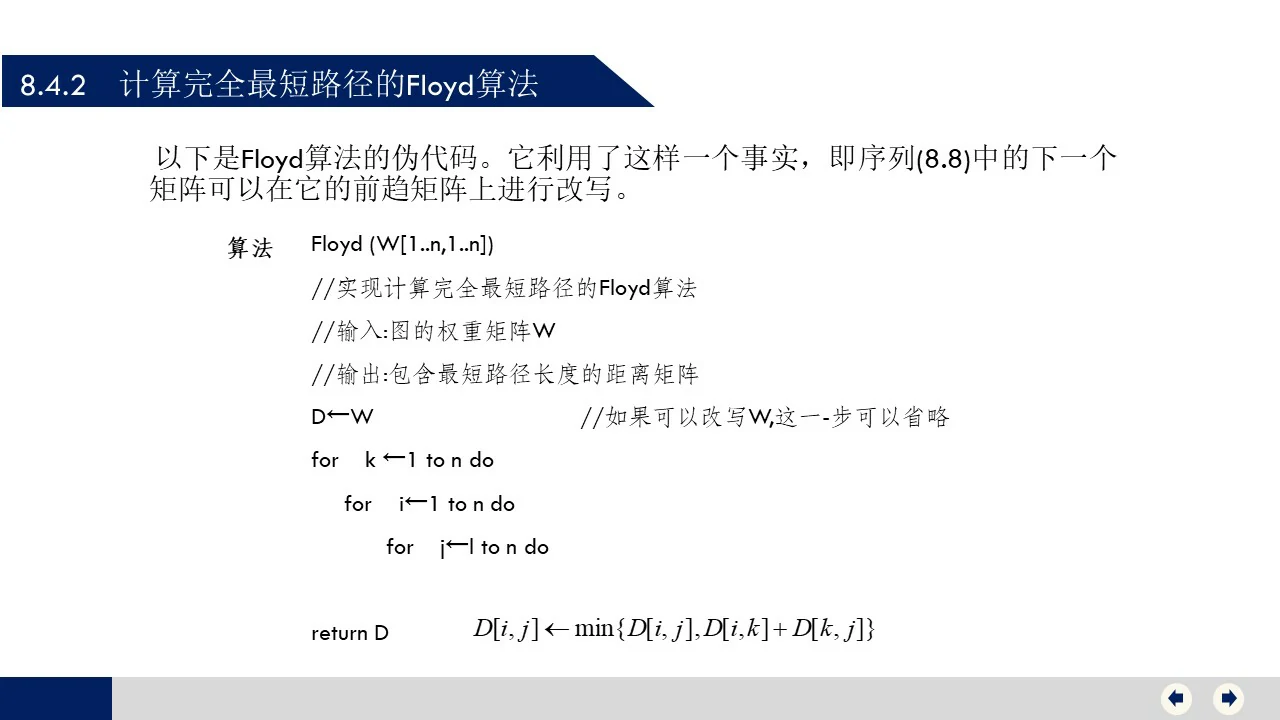 8.4.2 计算完全最短路径的Floyd算法
以下是Floyd算法的伪代码。它利用了这样一个事实，即序列(8.8)中的下一个
矩阵可以在它的前趋矩阵上进行改写。
算法 Floyd (W[1..n,1..n])
//实现计算完全最短路径的Floyd算法
//输入:图的权重矩阵W
//输出:包含最短路径长度的距离矩阵
D←W //如果可以改写W,这一-步可以省略
for k ←1 to n do
for i←1 to n do
for j←l to n do
return D D[i, j] ← min{D[i, j], D[i, k] + D[k, j]}